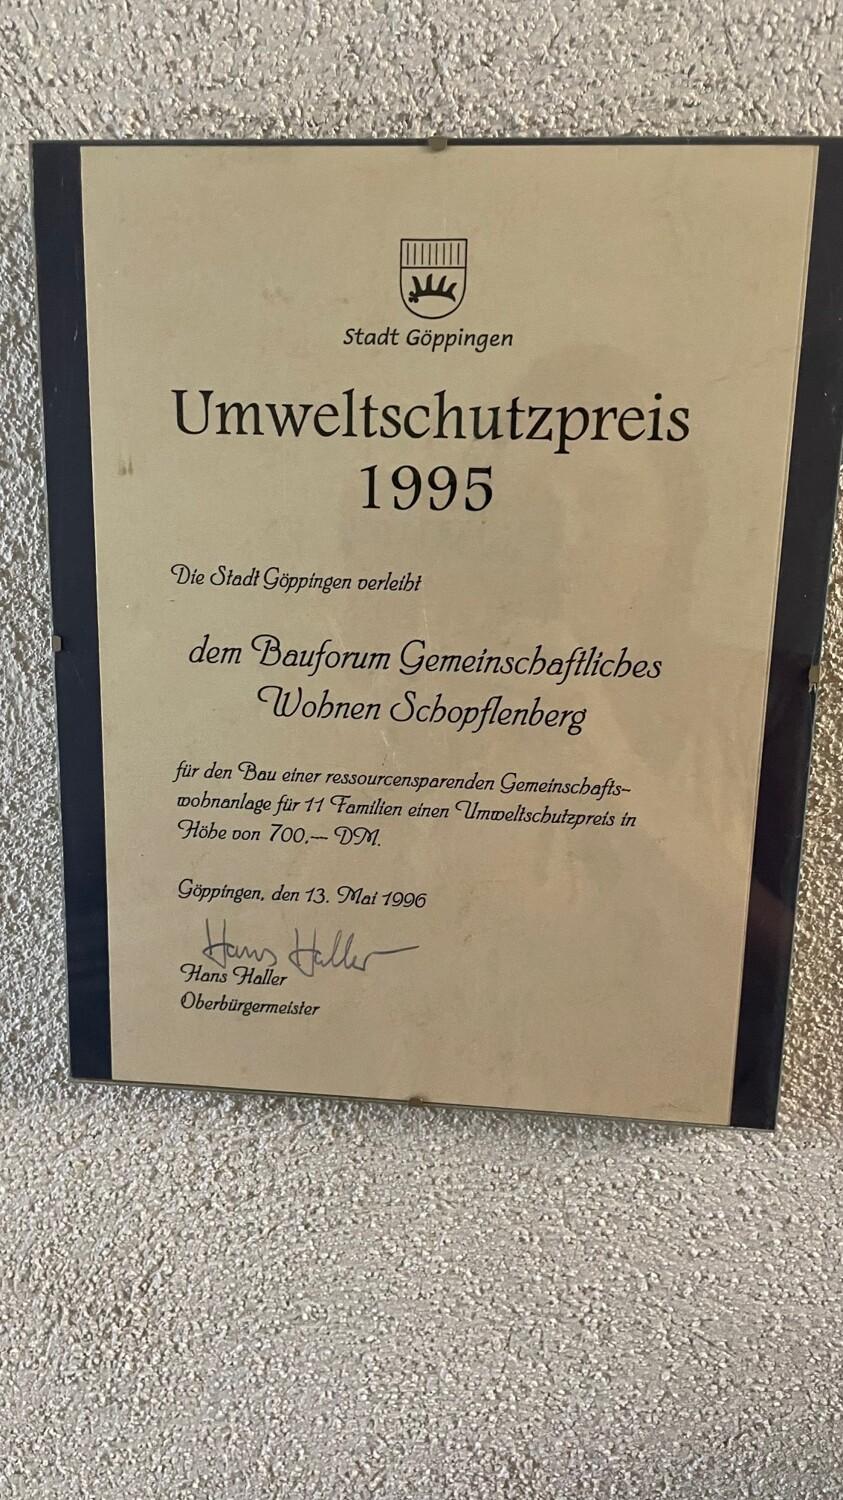 Stadt Göppingen
Umweltschutzpreis
1995
Die Stadt Göppingen verleiht
dem Bauforum Gemeinschaftliches
Wohnen Schopflenberg
für den Bau einer ressourcensparenden Gemeinschafts-
wohnanlage für 11 Familien einen Umweltschutzpreis in
Höhe von 700,— DM.
Göppingen, den 13. Mai 1996
Hans Haller
Hans Haller
Oberbürgermeister